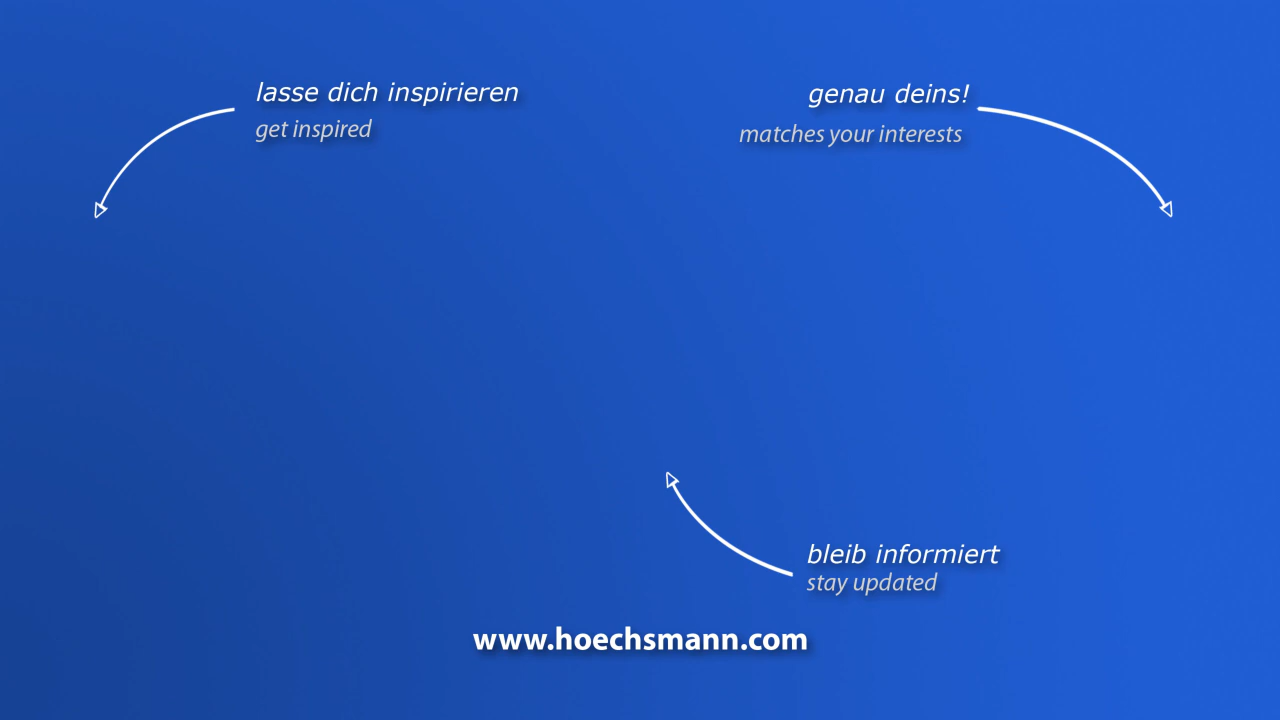 lasse dich inspirieren
get inspired
genau deins!
matches your interests
bleib informiert
stay updated
www.hoechsmann.com